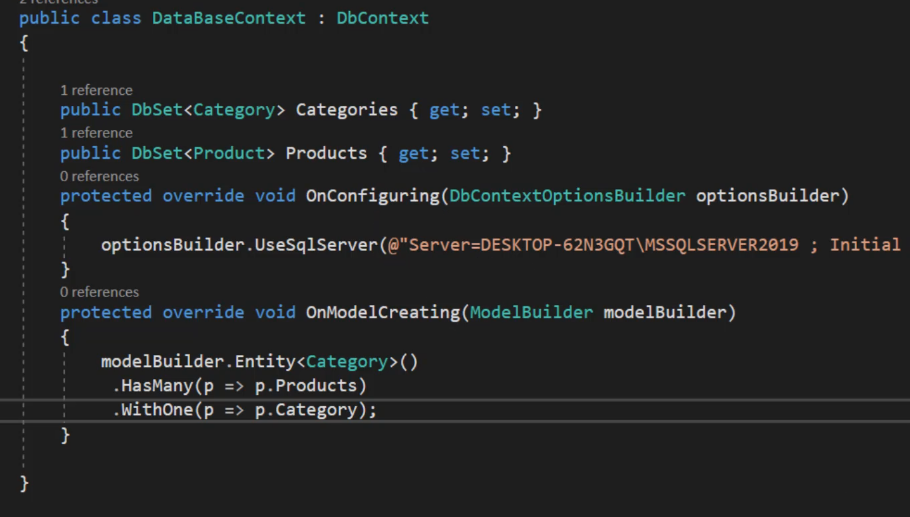 2 references
public class DataBaseContext : DbContext
{
1 reference
public DbSet<Category> Categories { get; set; }
1 reference
public DbSet<Product> Products { get; set; }
0 references
protected override void OnConfiguring(DbContextOptionsBuilder optionsBuilder)
{
optionsBuilder.UseSqlServer(@"Server=DESKTOP-62N3GQT\MSSQLSERVER2019 ; Initial
}
0 references
protected override void OnModelCreating(ModelBuilder modelBuilder)
{
modelBuilder.Entity<Category>()
.HasMany(p => p.Products)
.WithOne(p => p.Category);
}
}